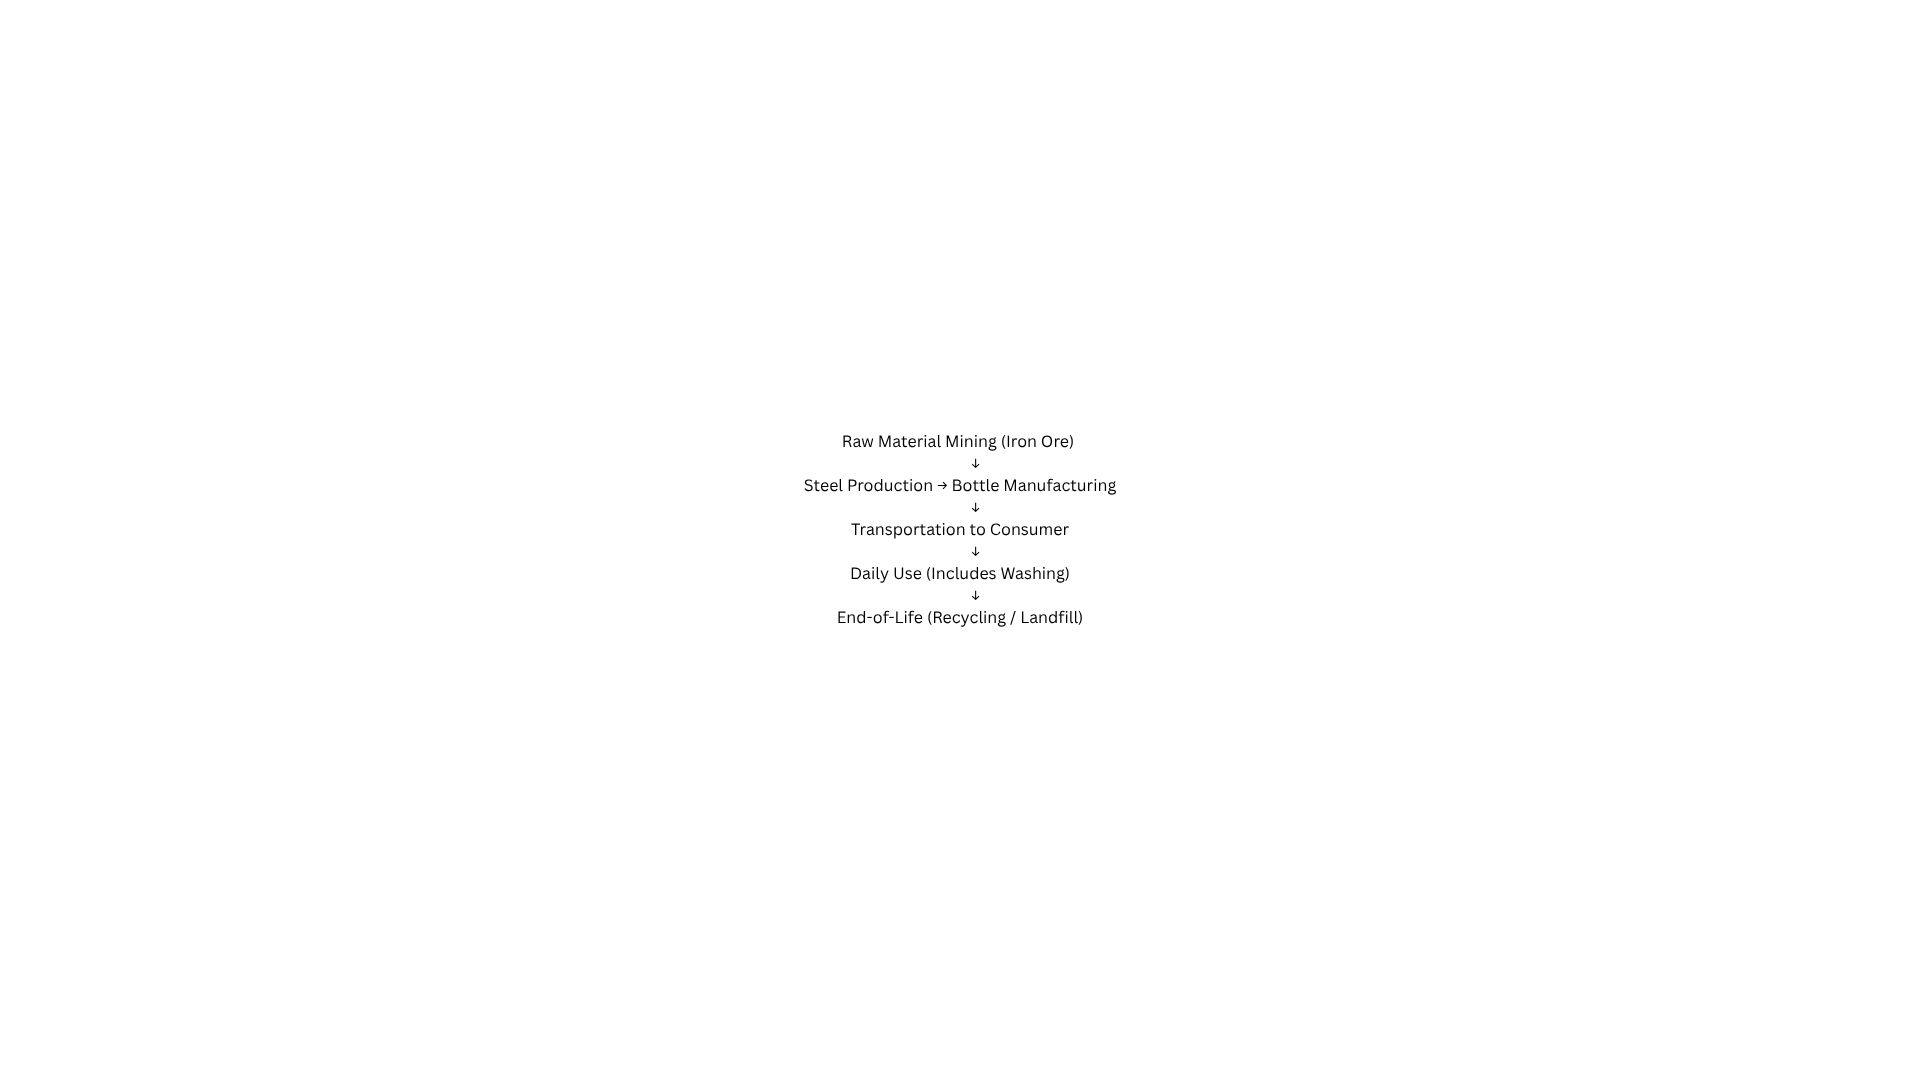 Raw Material Mining (Iron Ore)
↓
Steel Production → Bottle Manufacturing
↓
Transportation to Consumer
↓
Daily Use (Includes Washing)
↓
End-of-Life (Recycling / Landfill)